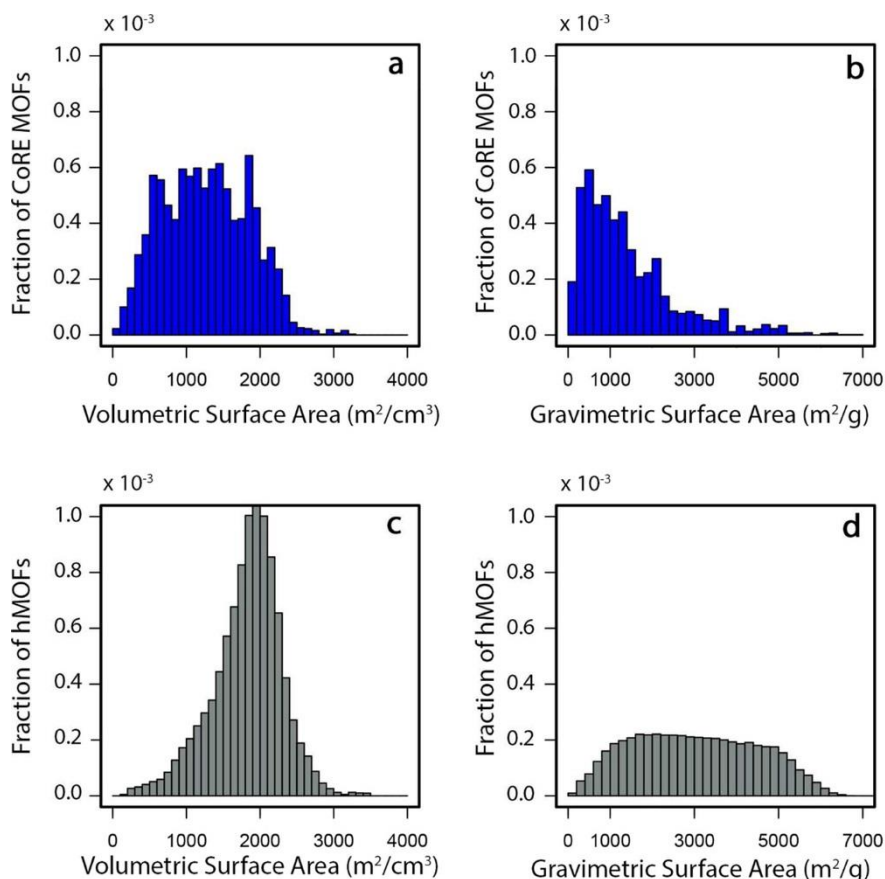 x 10-3
a
1.0
0.8
0.6
0.4
0.2
0.0
Fraction of CoRE MOFs
0 1000 2000 3000 4000
Volumetric Surface Area (m²/cm³)
x 10-3
b
1.0
0.8
0.6
0.4
0.2
0.0
Fraction of CoRE MOFs
0 1000 3000 5000 7000
Gravimetric Surface Area (m²/g)
x 10-3
c
1.0
0.8
0.6
0.4
0.2
0.0
Fraction of hMOFs
0 1000 2000 3000 4000
Volumetric Surface Area (m²/cm³)
x 10-3
d
1.0
0.8
0.6
0.4
0.2
0.0
Fraction of hMOFs
0 1000 3000 5000 7000
Gravimetric Surface Area (m²/g)